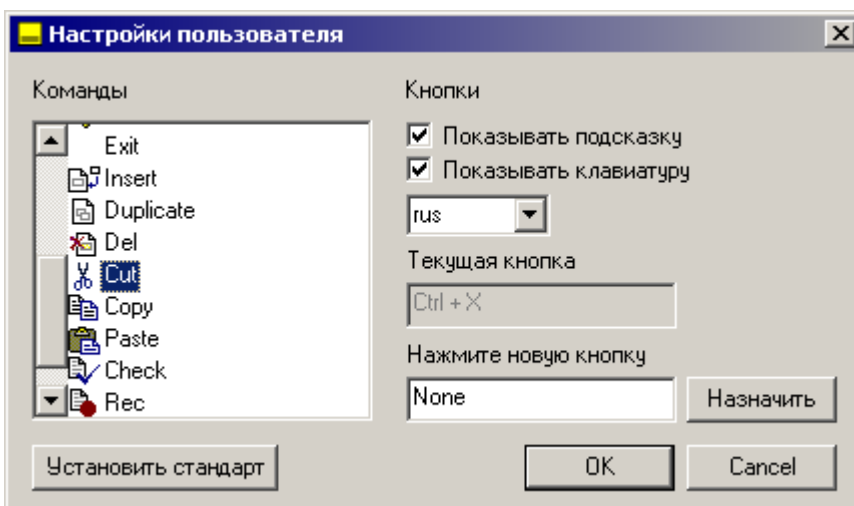 Настройки пользователя
Команды
Exit
Insert
Duplicate
Del
Cut
Copy
Paste
Check
Rec
Кнопки
Показывать подсказку
Показывать клавиатуру
rus
Текущая кнопка
Ctrl + X
Нажмите новую кнопку
None
Назначить
Установить стандарт
OK
Cancel